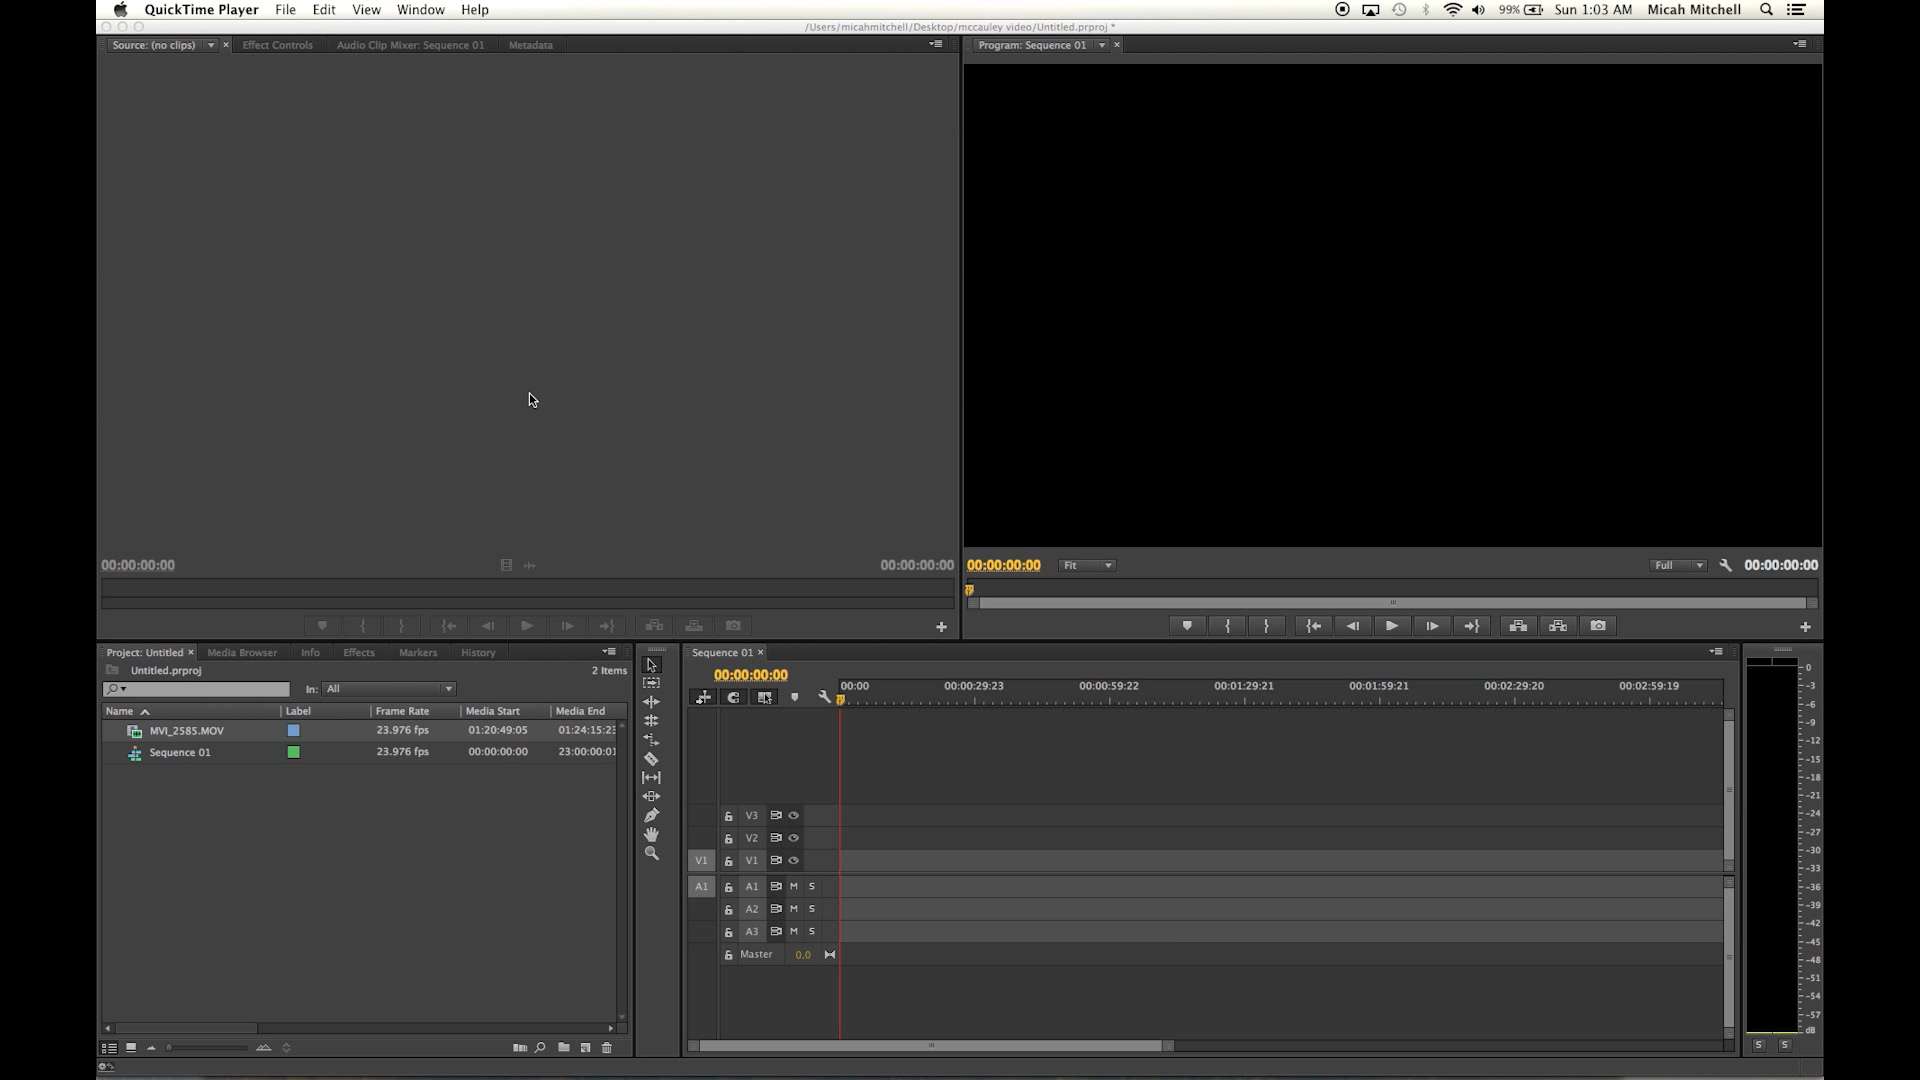 QuickTime Player File Edit View Window Help 99% Sun 1:03 AM Micah Mitchell
/Users/micahmitchell/Desktop/mccauley video/Untitled.prproj *
Source: (no clips) Effect Controls Audio Clip Mixer: Sequence 01 Metadata
Program: Sequence 01
00:00:00:00 00:00:00:00
00:00:00:00 Fit Full 00:00:00:00
Project: Untitled Media Browser Info Effects Markers History
Untitled.prproj 2 Items
In: All
Name Label Frame Rate Media Start Media End
MVI_2585.MOV 23.976 fps 01:20:49:05 01:24:15:23
Sequence 01 23.976 fps 00:00:00:00 23:00:00:01
Sequence 01
00:00:00:00
00:00 00:00:29:23 00:00:59:22 00:01:29:21 00:01:59:21 00:02:29:20 00:02:59:19
V3
V2
V1 V1
A1 A1 M S
A2 M S
A3 M S
Master 0.0
0
-3
-6
-9
-12
-15
-18
-21
-24
-27
-30
-33
-36
-39
-42
-45
-48
-51
-54
-57
dB
S S